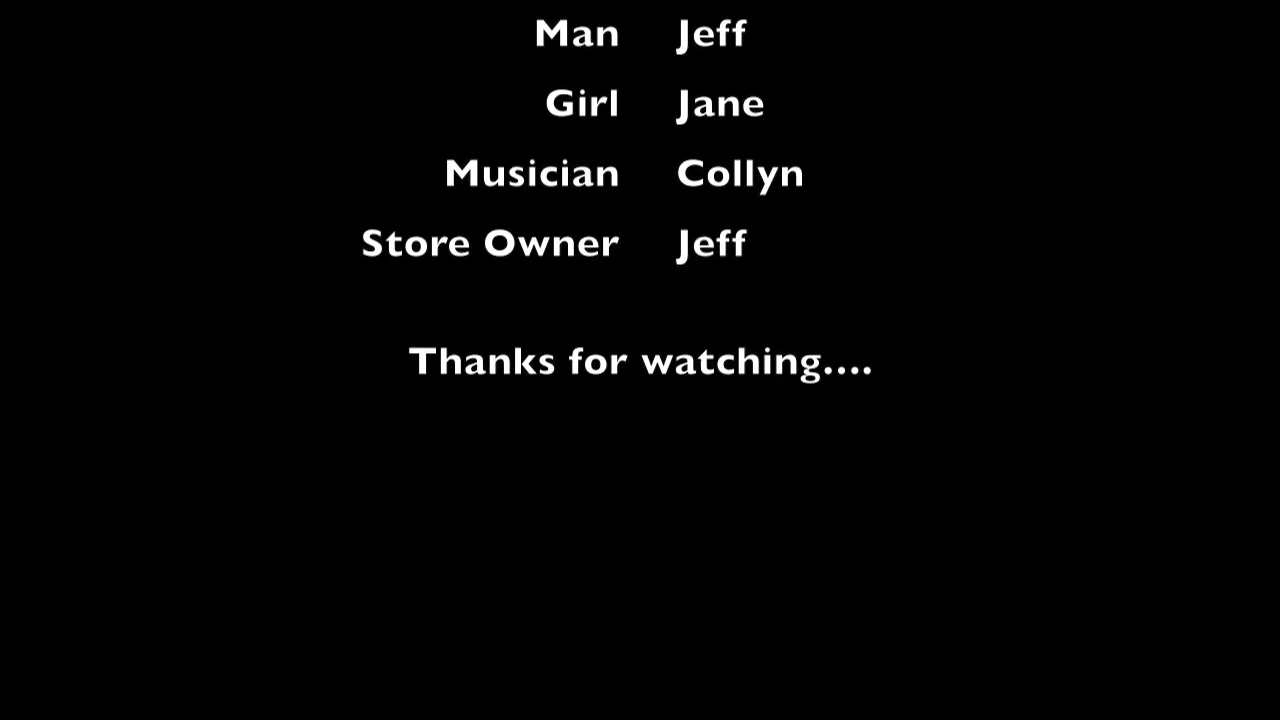 Man Jeff
Girl Jane
Musician Collyn
Store Owner Jeff
Thanks for watching....